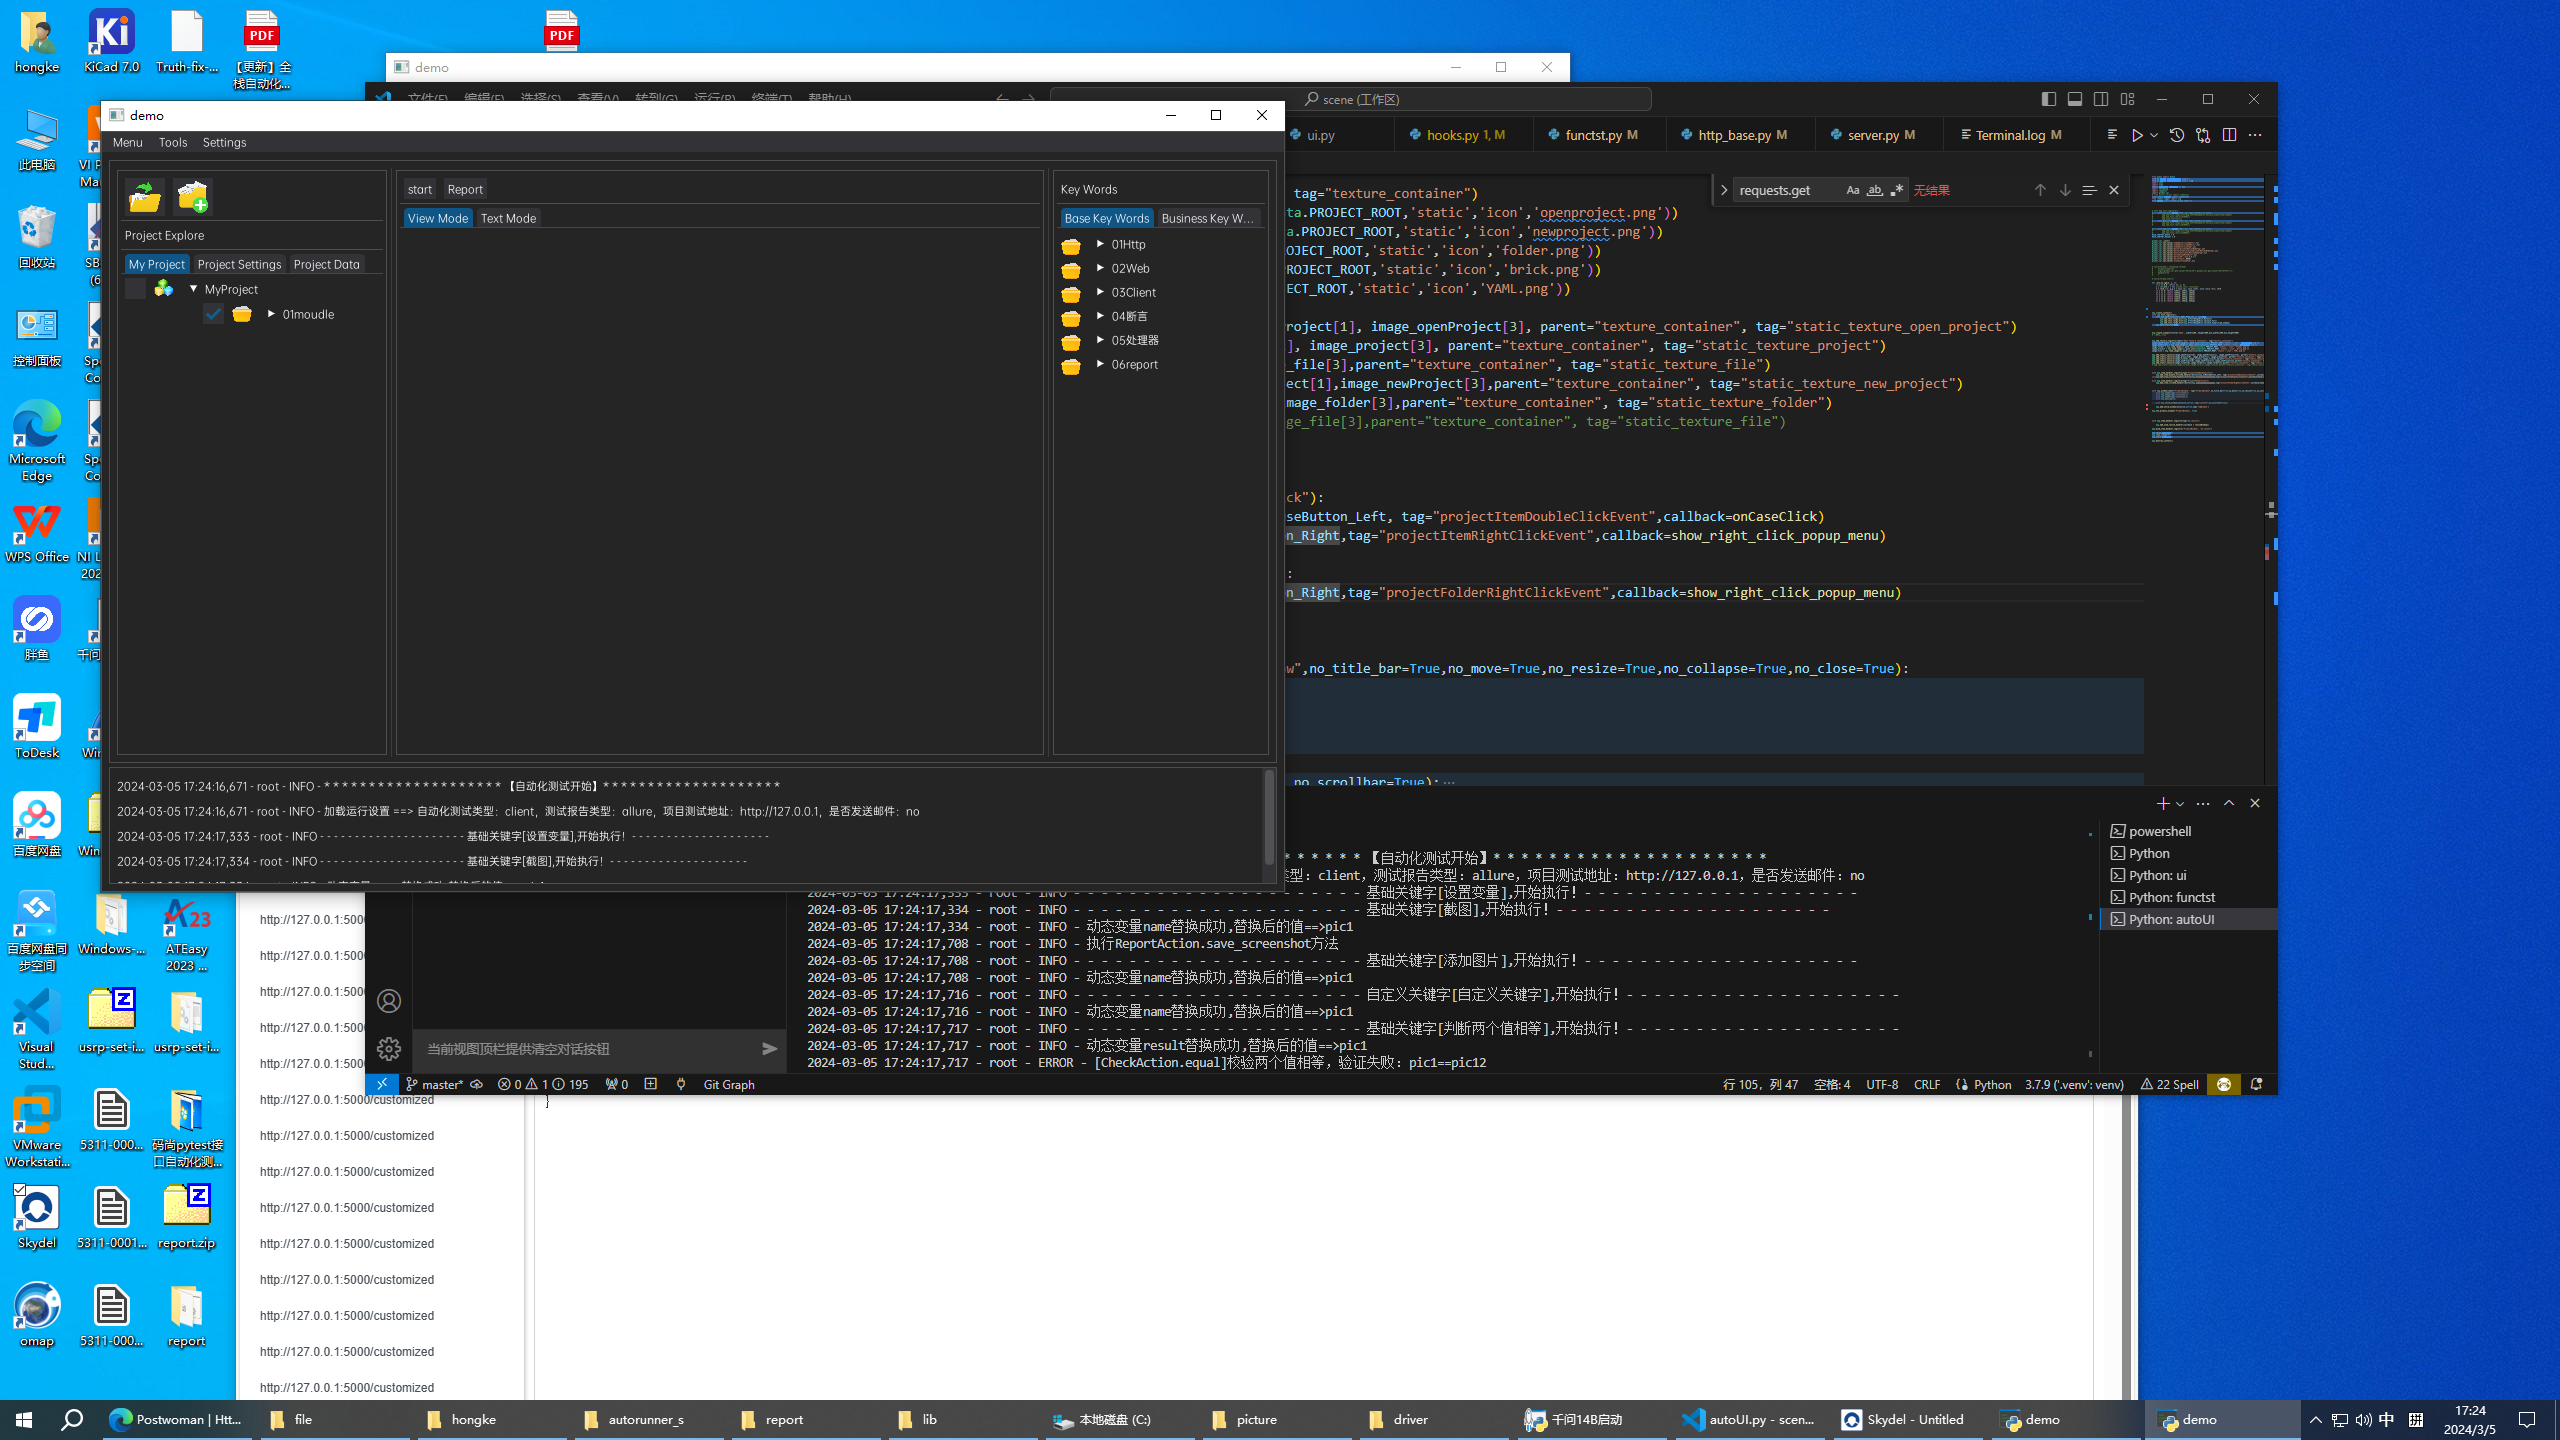 hongke
KiCad 7.0
Truth-fix-...
【更新】全
栈自动化...
此电脑
回收站
控制面板
Microsoft
Edge
WPS Office
胖鱼
ToDesk
百度网盘
百度网盘同
步空间
Windows-...
ATEasy
2023 ...
Visual
Stud...
usrp-set-i...
usrp-set-i...
VMware
Workstati...
5311-000...
码尚pytest接
口自动化测...
Skydel
5311-0001...
report.zip
omap
5311-000...
report
demo
demo
Menu Tools Settings
Project Explore
My Project Project Settings Project Data
MyProject
01moudle
start Report
View Mode Text Mode
Key Words
Base Key Words Business Key W...
01Http
02Web
03Client
04断言
05处理器
06report
2024-03-05 17:24:16,671 - root - INFO - * * * * * * * * * * * * * * * * * * * * 【自动化测试开始】* * * * * * * * * * * * * * * * * * * *
2024-03-05 17:24:16,671 - root - INFO - 加载运行设置 ==> 自动化测试类型：client，测试报告类型：allure，项目测试地址：http://127.0.0.1，是否发送邮件：no
2024-03-05 17:24:17,333 - root - INFO - - - - - - - - - - - - - - - - - - - - - 基础关键字[设置变量],开始执行！- - - - - - - - - - - - - - - - - - - -
2024-03-05 17:24:17,334 - root - INFO - - - - - - - - - - - - - - - - - - - - - 基础关键字[截图],开始执行！- - - - - - - - - - - - - - - - - - - -
scene (工作区)
ui.py
hooks.py 1, M
functst.py M
http_base.py M
server.py M
Terminal.log M
requests.get
Aa ab
无结果
tag="texture_container")
ta.PROJECT_ROOT,'static','icon','openproject.png'))
a.PROJECT_ROOT,'static','icon','newproject.png'))
OJECT_ROOT,'static','icon','folder.png'))
ROJECT_ROOT,'static','icon','brick.png'))
ECT_ROOT,'static','icon','YAML.png'))
roject[1], image_openProject[3], parent="texture_container", tag="static_texture_open_project")
], image_project[3], parent="texture_container", tag="static_texture_project")
_file[3],parent="texture_container", tag="static_texture_file")
ect[1],image_newProject[3],parent="texture_container", tag="static_texture_new_project")
mage_folder[3],parent="texture_container", tag="static_texture_folder")
ge_file[3],parent="texture_container", tag="static_texture_file")
ck"):
seButton_Left, tag="projectItemDoubleClickEvent",callback=onCaseClick)
n_Right,tag="projectItemRightClickEvent",callback=show_right_click_popup_menu)
:
n_Right,tag="projectFolderRightClickEvent",callback=show_right_click_popup_menu)
w",no_title_bar=True,no_move=True,no_resize=True,no_collapse=True,no_close=True):
no_scrollbar=True):...
* * * * * * 【自动化测试开始】* * * * * * * * * * * * * * * * * * * *
类型：client，测试报告类型：allure，项目测试地址：http://127.0.0.1，是否发送邮件：no
2024-03-05 17:24:17,333 - root - INFO - - - - - - - - - - - - - - - - - - - - - 基础关键字[设置变量],开始执行！- - - - - - - - - - - - - - - - - - - -
2024-03-05 17:24:17,334 - root - INFO - - - - - - - - - - - - - - - - - - - - - 基础关键字[截图],开始执行！- - - - - - - - - - - - - - - - - - - -
2024-03-05 17:24:17,334 - root - INFO - 动态变量name替换成功,替换后的值==>pic1
2024-03-05 17:24:17,708 - root - INFO - 执行ReportAction.save_screenshot方法
2024-03-05 17:24:17,708 - root - INFO - - - - - - - - - - - - - - - - - - - - - 基础关键字[添加图片],开始执行！- - - - - - - - - - - - - - - - - - - -
2024-03-05 17:24:17,708 - root - INFO - 动态变量name替换成功,替换后的值==>pic1
2024-03-05 17:24:17,716 - root - INFO - - - - - - - - - - - - - - - - - - - - - 自定义关键字[自定义关键字],开始执行！- - - - - - - - - - - - - - - - - - - -
2024-03-05 17:24:17,716 - root - INFO - 动态变量name替换成功,替换后的值==>pic1
2024-03-05 17:24:17,717 - root - INFO - - - - - - - - - - - - - - - - - - - - - 基础关键字[判断两个值相等],开始执行！- - - - - - - - - - - - - - - - - - - -
2024-03-05 17:24:17,717 - root - INFO - 动态变量result替换成功,替换后的值==>pic1
2024-03-05 17:24:17,717 - root - ERROR - [CheckAction.equal]校验两个值相等，验证失败：pic1==pic12
powershell
Python
Python: ui
Python: functst
Python: autoUI
当前视图顶栏提供清空对话按钮
master* 0 1 195 0 Git Graph
行 105，列 47 空格: 4 UTF-8 CRLF Python 3.7.9 ('.venv': venv) 22 Spell
http://127.0.0.1:5000
http://127.0.0.1:5000
http://127.0.0.1:5000
http://127.0.0.1:5000
http://127.0.0.1:5000
http://127.0.0.1:5000/customized
}
http://127.0.0.1:5000/customized
http://127.0.0.1:5000/customized
http://127.0.0.1:5000/customized
http://127.0.0.1:5000/customized
http://127.0.0.1:5000/customized
http://127.0.0.1:5000/customized
http://127.0.0.1:5000/customized
http://127.0.0.1:5000/customized
Postwoman | Htt...
file
hongke
autorunner_s
report
lib
本地磁盘 (C:)
picture
driver
千问14B启动
autoUI.py - scen...
Skydel - Untitled
demo
demo
中
拼
17:24
2024/3/5